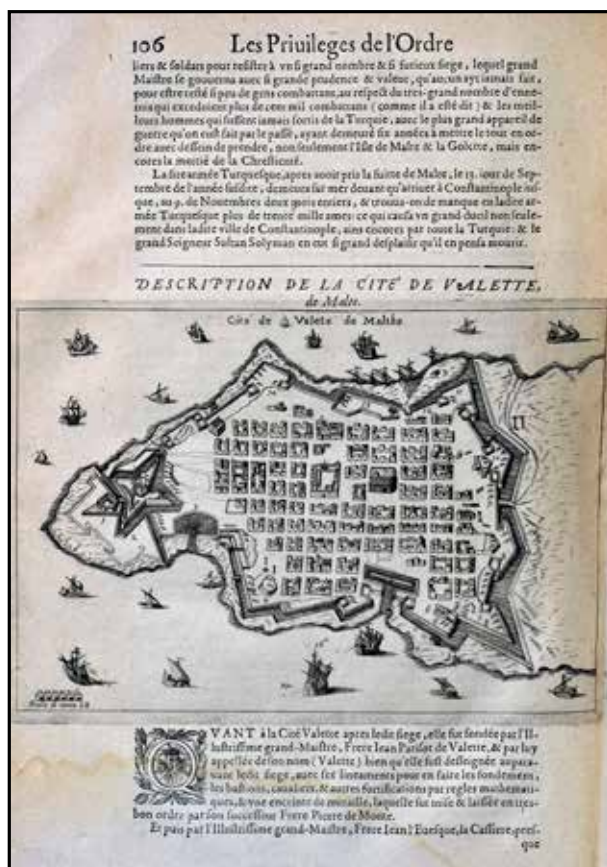 106 Les Priuileges de l'Ordre
liers & soldats pour resister à vn si grand nombre & si furieux siege, lequel grand
Maistre se gouuerna auec si grande prudence & valeur, qu'aucun ayt iamais fait,
pour estre resté si peu de gens combattans, au respect du tres-grand nombre d'enne-
mis qui excedoient plus de cent mil combattans (comme il a esté dit) & les meil-
leurs hommes qui fussent iamais sortis de la Turquie, auec le plus grand appareil de
guerre qu'on eust fait par le passé, ayant demeuré six années à mettre le tout en or-
dre auec dessein de prendre, non seulement l'Isle de Malte & la Golette, mais en-
cores la moitié de la Chrestienté.
La susdite armée Turquesque, apres auoir pris la fuitte de Malte, le 13. iour de Sep-
tembre de l'année susdite, demeura sur mer deuant qu'arriuer à Constantinople ius-
que, au 9. de Nouembre deux mois entiers, & trouua-on de manque en ladite ar-
mée Turquesque plus de trente mille ames: ce qui causa vn grand dueil non seule-
ment dans ladite ville de Constantinople, ains encores par toute la Turquie: & le
grand Seigneur Sultan Solyman en eut si grand desplaisir qu'il en pensa mourir.
DESCRIPTION DE LA CITÉ DE VALETTE,
de Malte.
Cité de la Valete de Malthe
QVANT à la Cité Valette apres ledit siege, elle fut fondée par l'Il-
lustrissime grand-Maistre, Frere Iean Parisot de Valette, & par luy
appellée de son nom (Valette) bien qu'elle fust desseignée aupara-
uant ledit siege, auec ses lineaments pour en faire les fondemens,
les bastions, caualiers, & autres fortifications par regles mathemati-
ques, & vne enceinte de muraille, laquelle fut mise & laissée en tres-
bon ordre par son successeur Frere Pierre de Monte.
Et puis par l'Illustrissime grand-Maistre, Frere Iean l'Euesque, la Cassiere, pres-
que